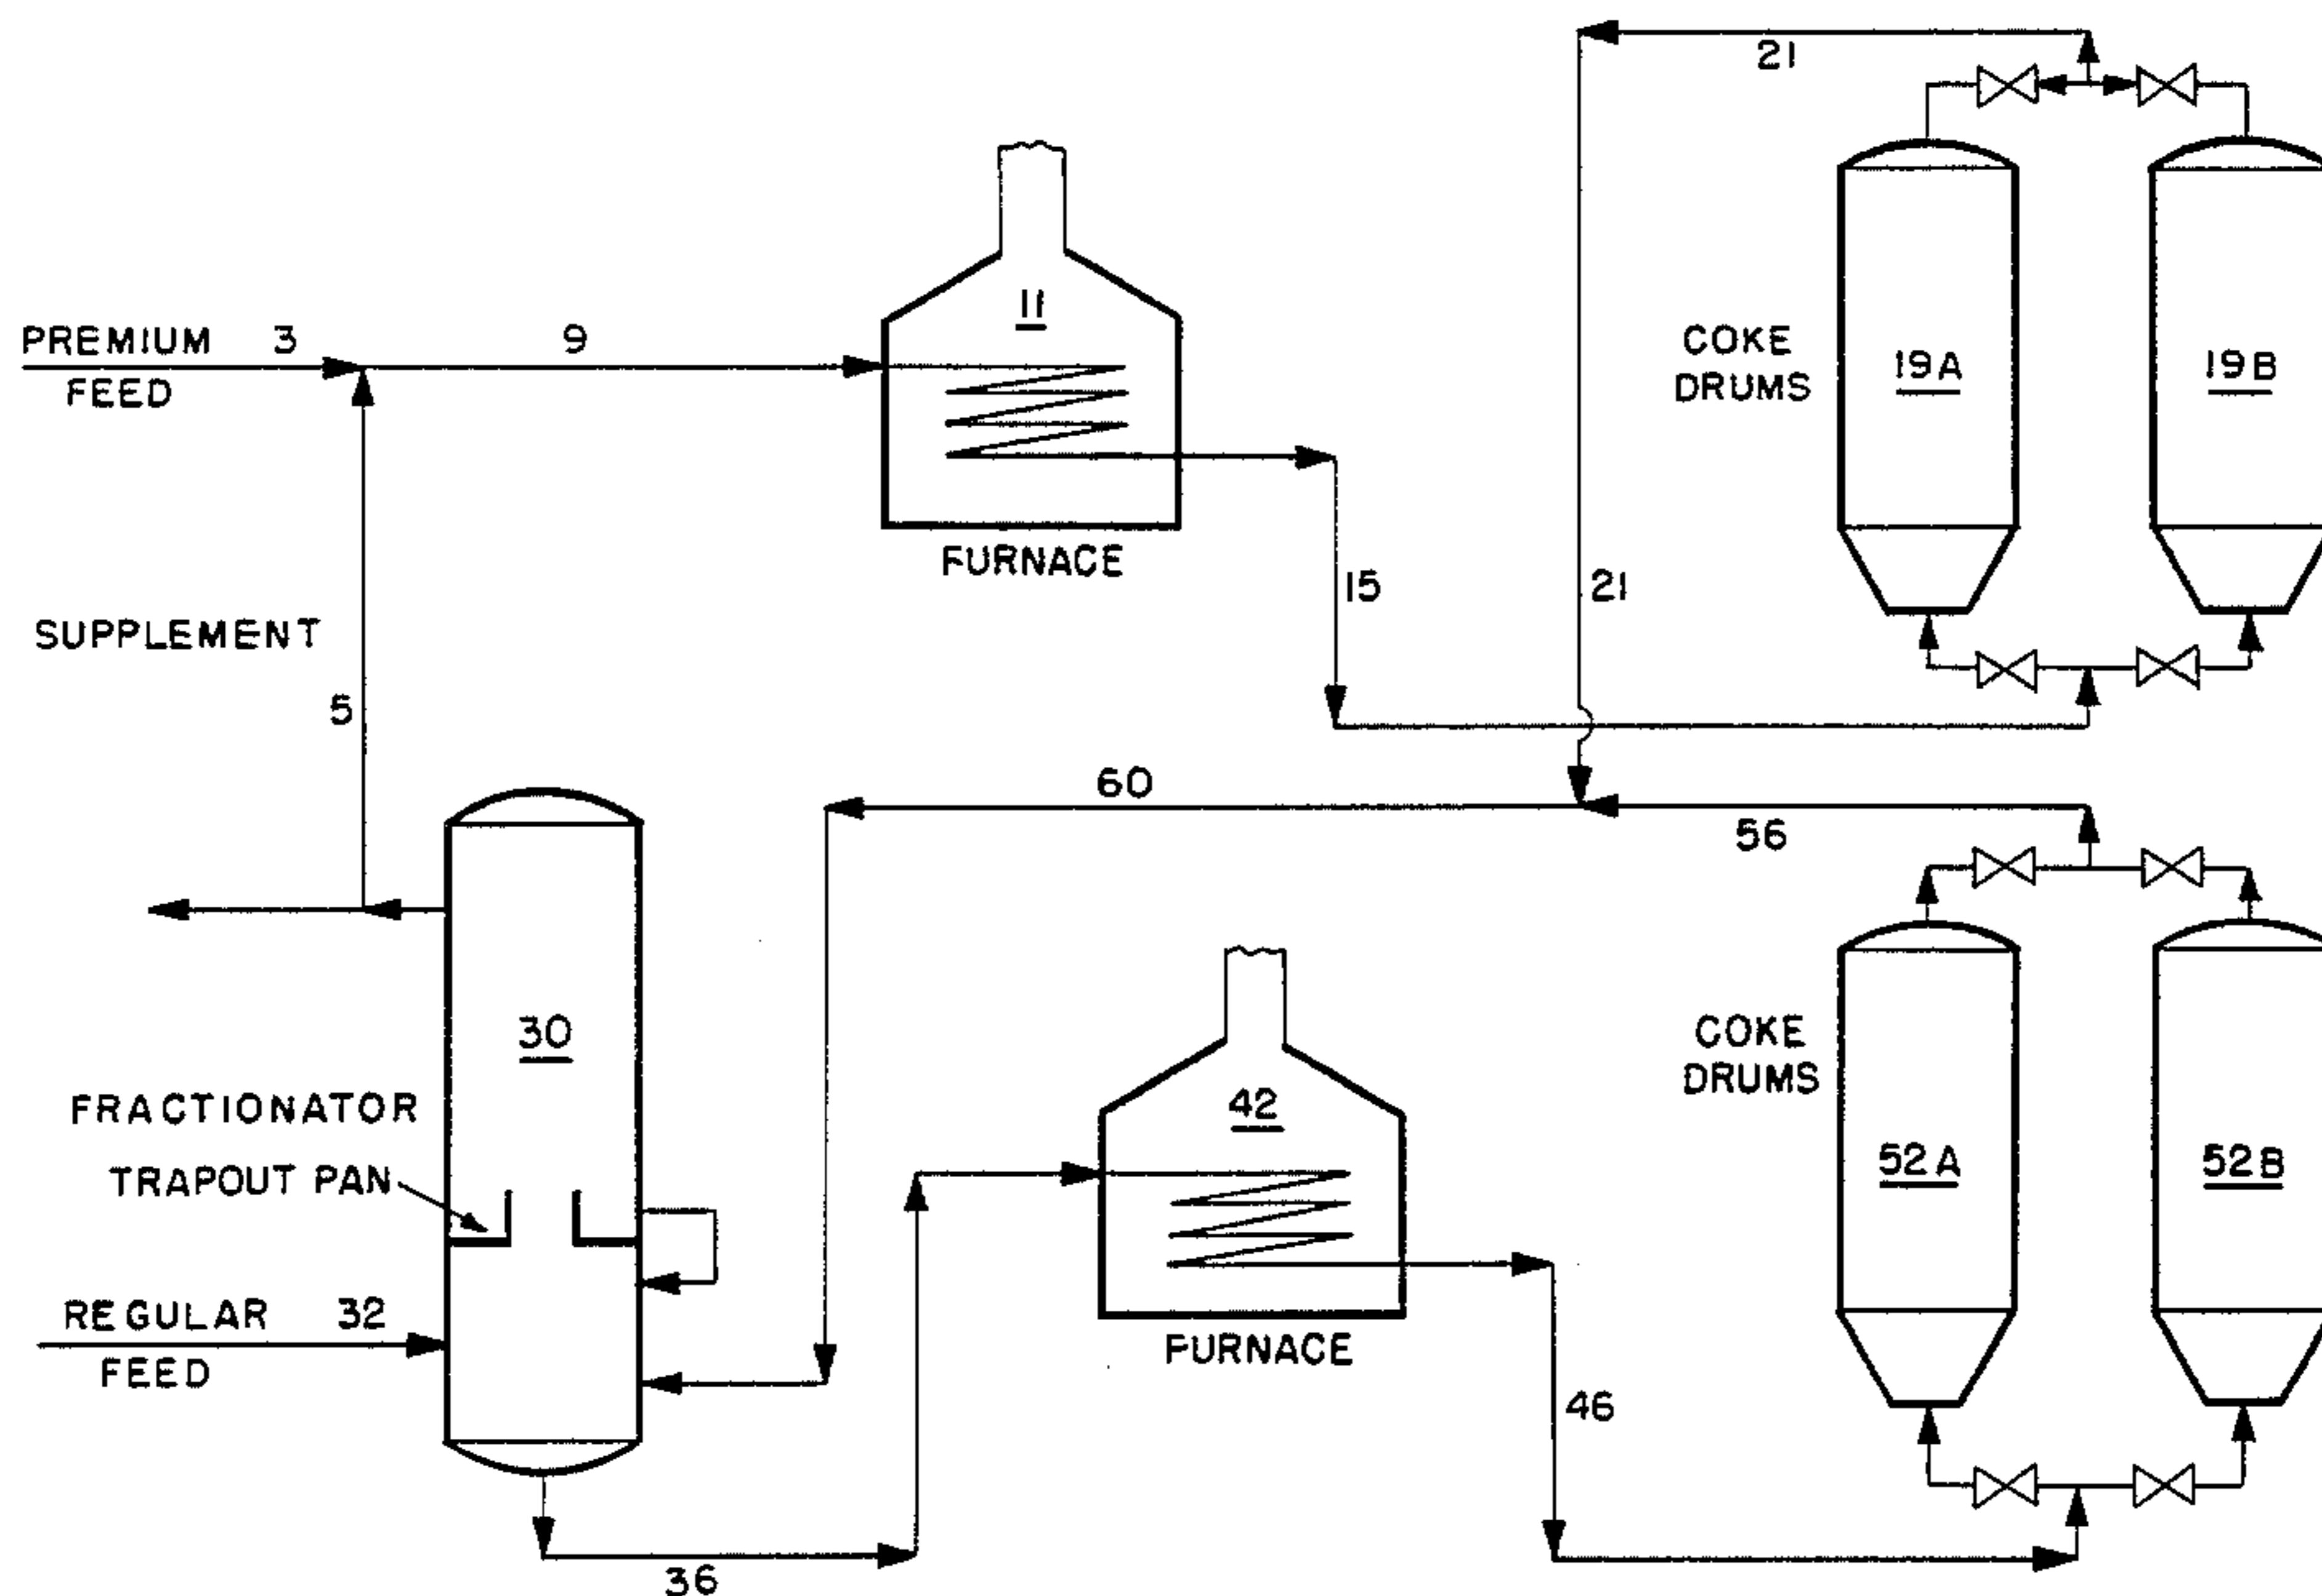 21
11
PREMIUM 3
FEED
9
COKE
DRUMS
19A
19B
FURNACE
15
21
SUPPLEMENT
5
60
56
30
COKE
DRUMS
42
FRACTIONATOR
TRAPOUT PAN
52A
52B
REGULAR 32
FEED
FURNACE
46
36